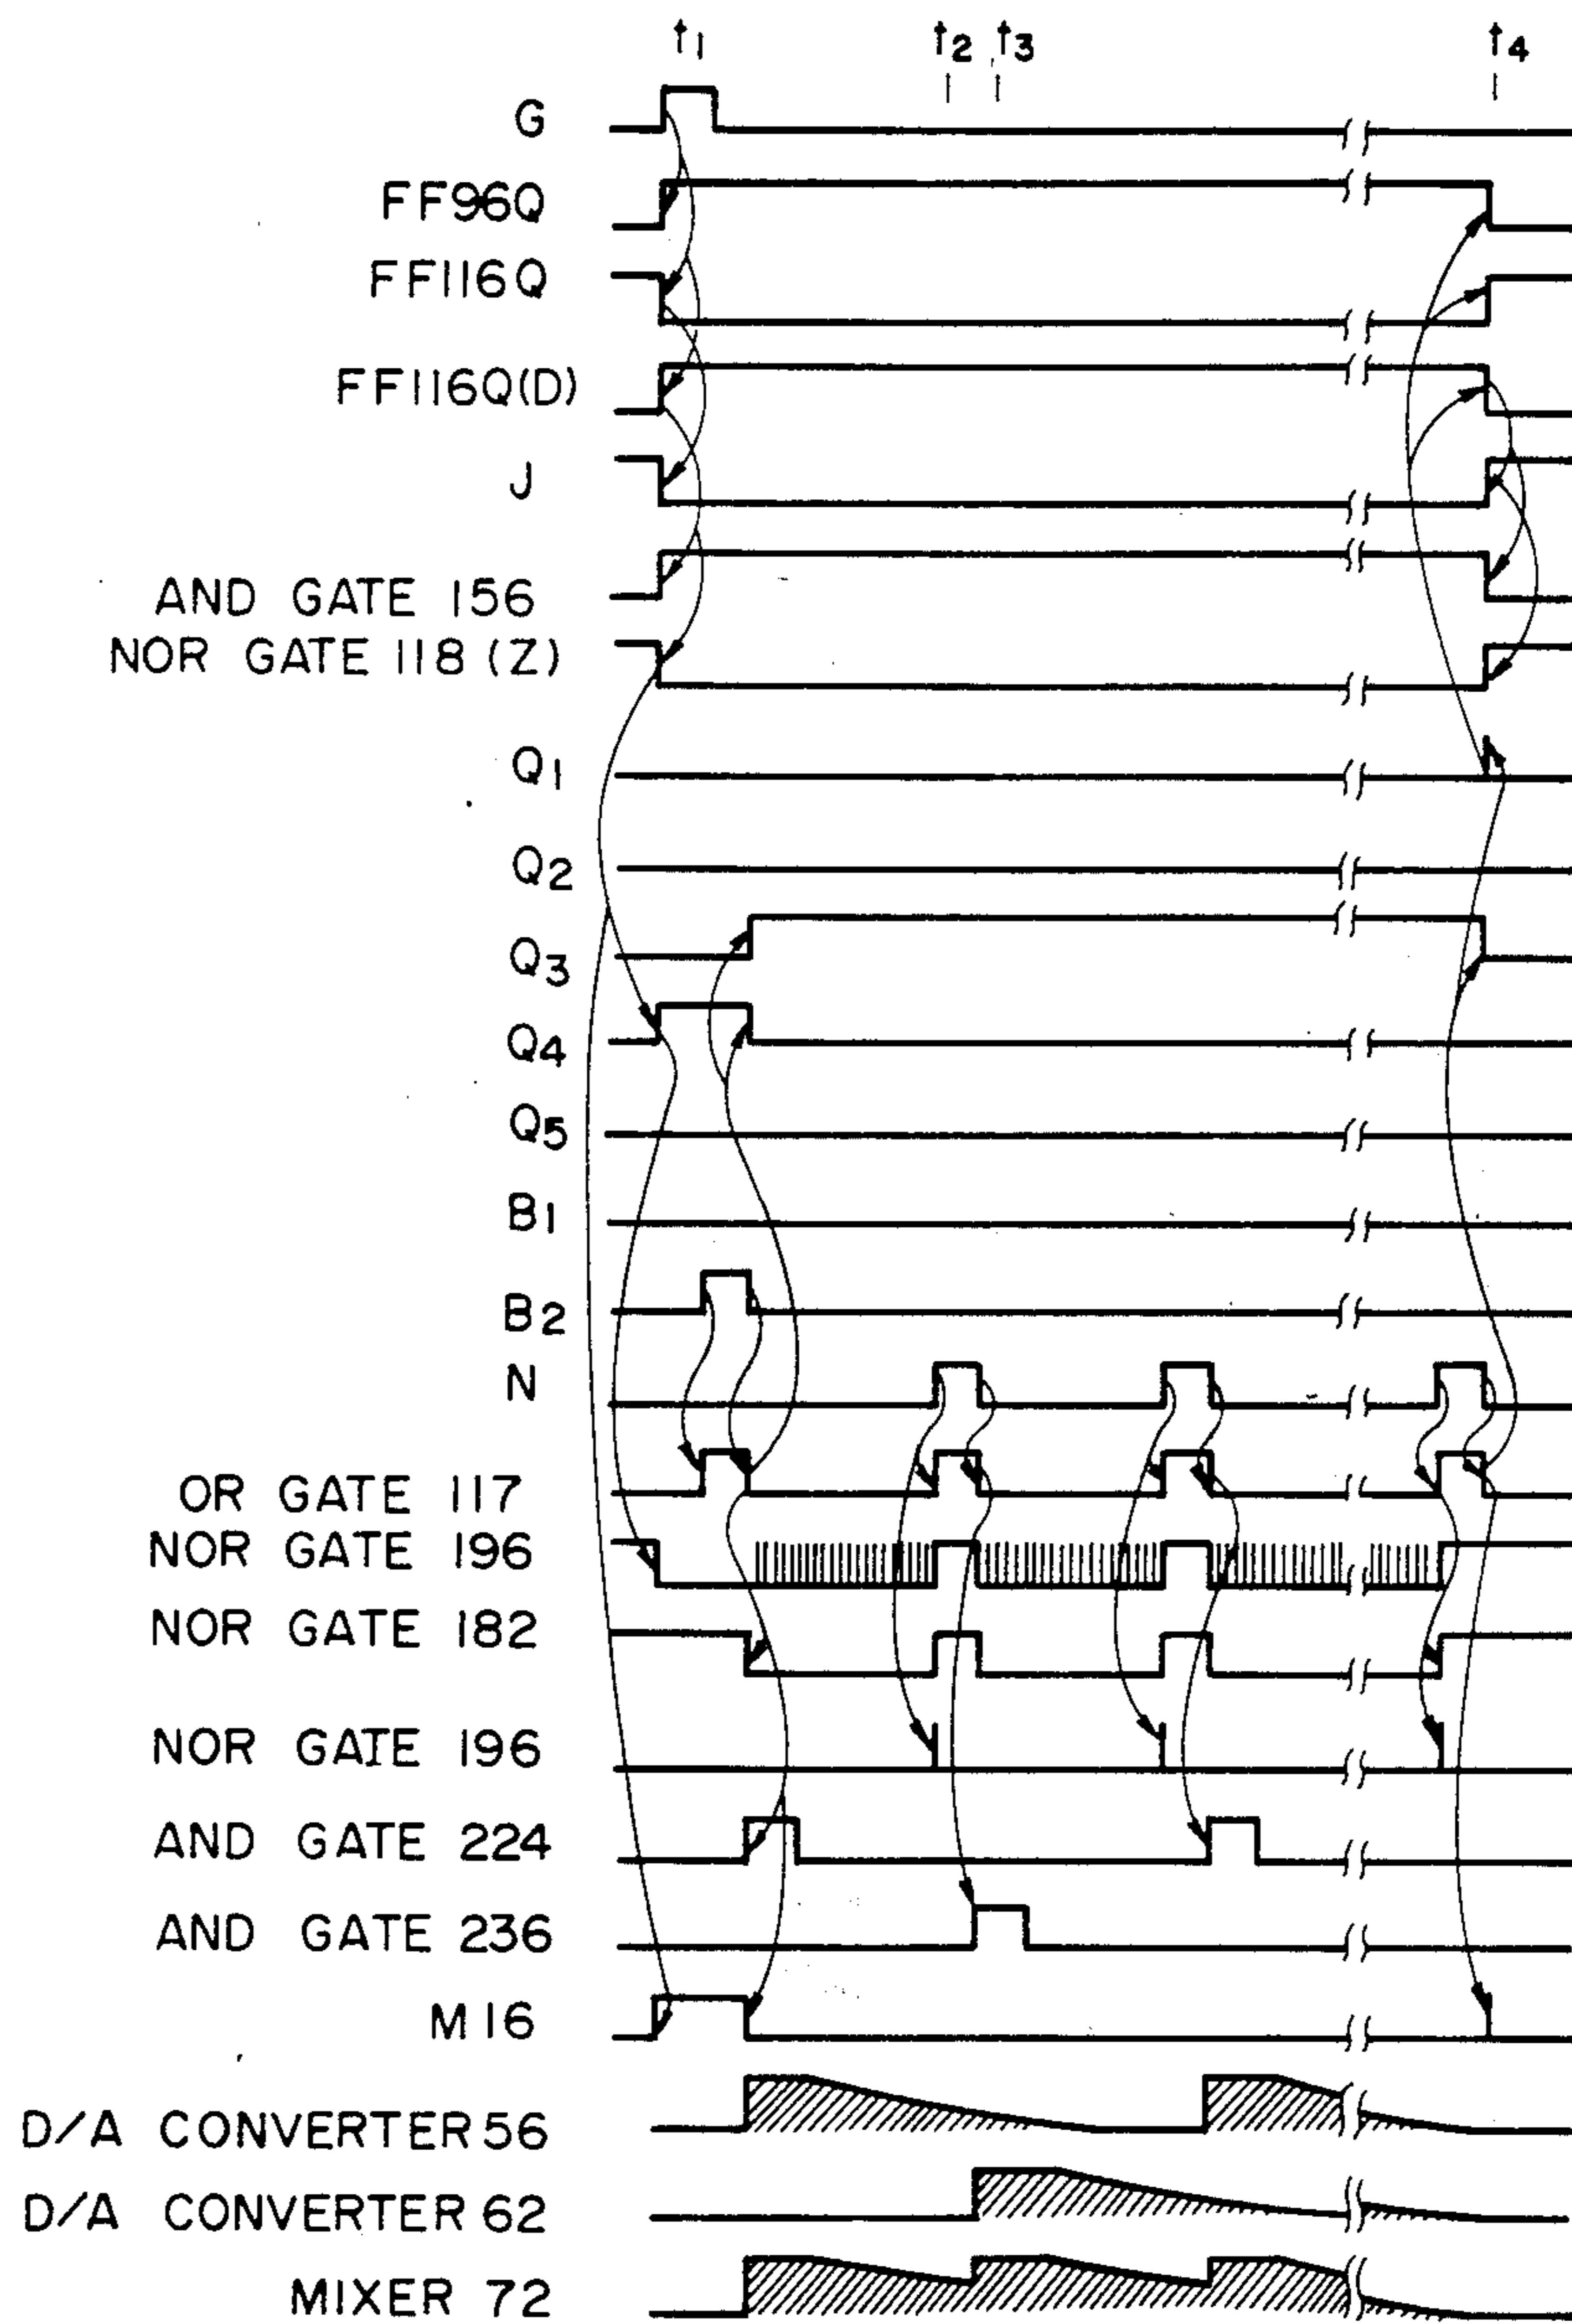 t1 t2 t3 t4
G
FF96Q
FF116Q
FF116Q(D)
J
AND GATE 156
NOR GATE 118 (Z)
Q1
Q2
Q3
Q4
Q5
B1
B2
N
OR GATE 117
NOR GATE 196
NOR GATE 182
NOR GATE 196
AND GATE 224
AND GATE 236
M16
D/A CONVERTER 56
D/A CONVERTER 62
MIXER 72